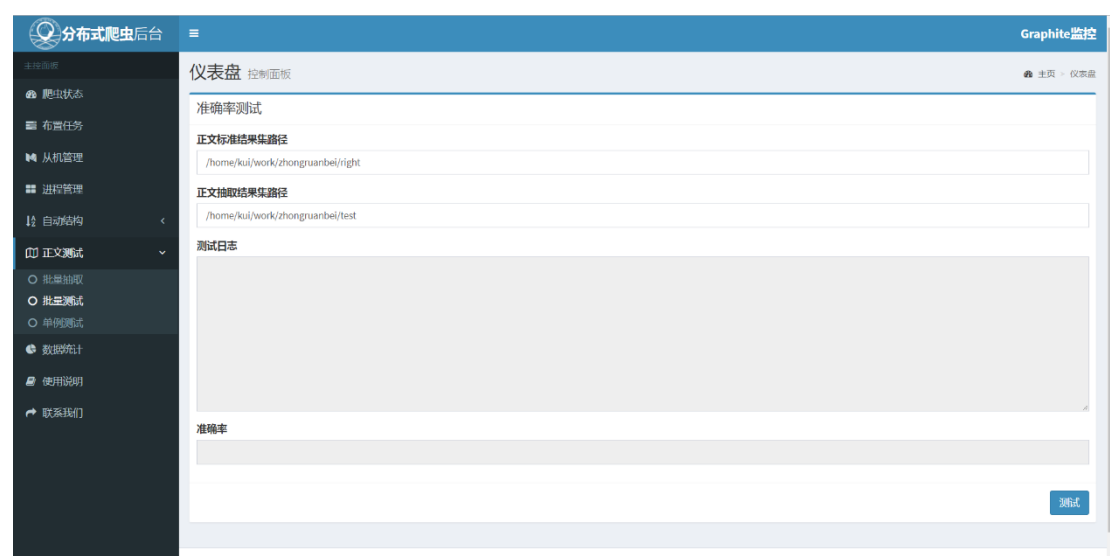 分布式爬虫后台
Graphite监控
主控面板
仪表盘 控制面板
主页 > 仪表盘
爬虫状态
布置任务
从机管理
进程管理
自动结构
正文测试
批量抽取
批量测试
单例测试
数据统计
使用说明
联系我们
准确率测试
正文标准结果集路径
/home/kui/work/zhongruanbei/right
正文抽取结果集路径
/home/kui/work/zhongruanbei/test
测试日志
准确率
测试